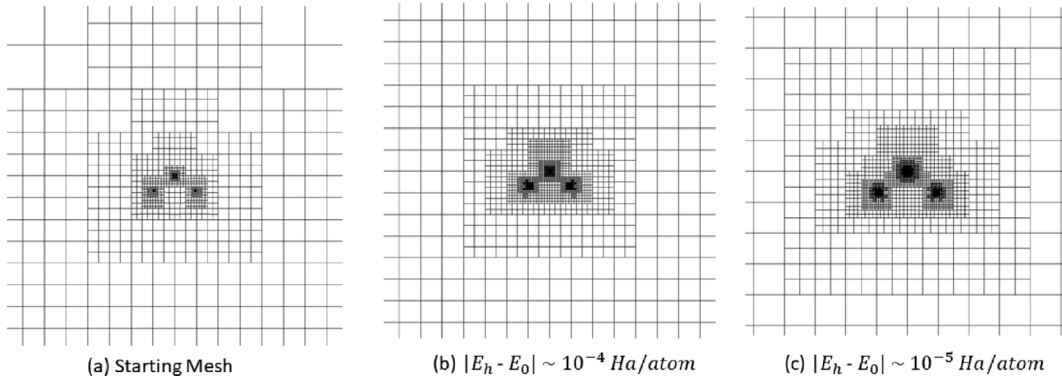 (a) Starting Mesh
(b) |E_h - E_0| ~ 10^{-4} Ha/atom
(c) |E_h - E_0| ~ 10^{-5} Ha/atom